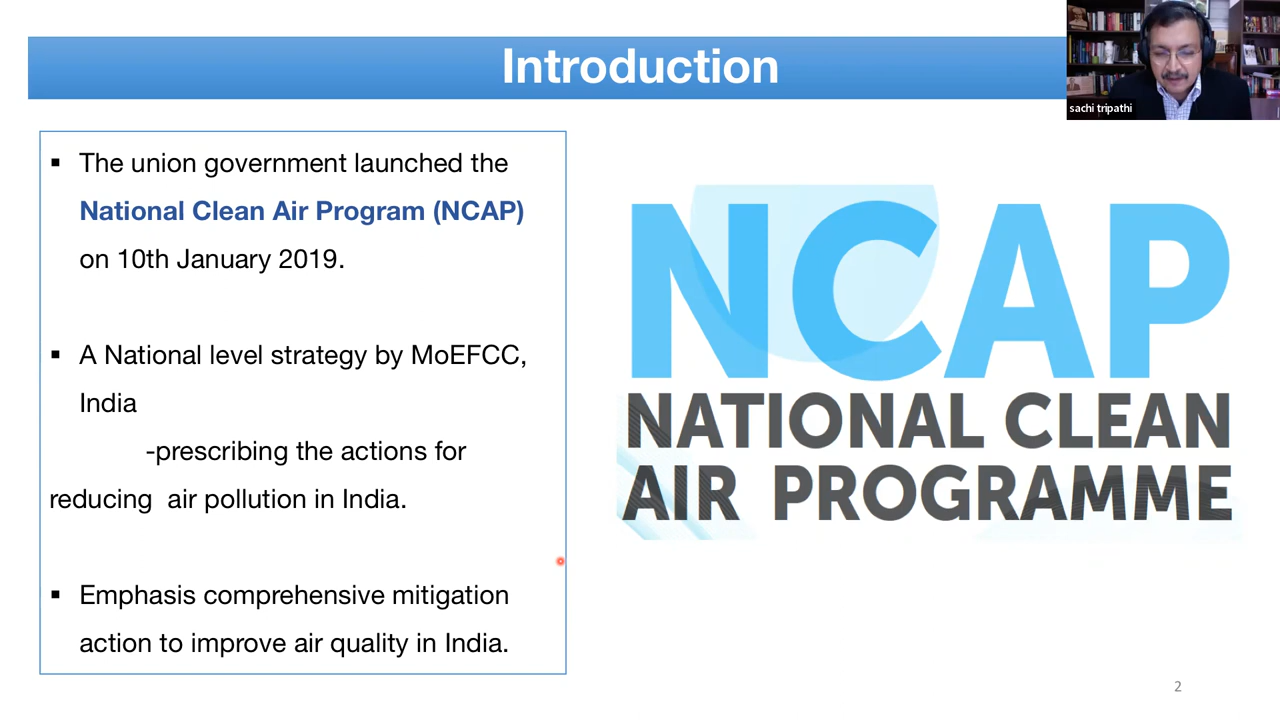 Introduction
sachi tripathi
▪ The union government launched the
National Clean Air Program (NCAP)
on 10th January 2019.
▪ A National level strategy by MoEFCC,
India
-prescribing the actions for
reducing  air pollution in India.
▪ Emphasis comprehensive mitigation
action to improve air quality in India.
NCAP
NATIONAL CLEAN
AIR PROGRAMME
2